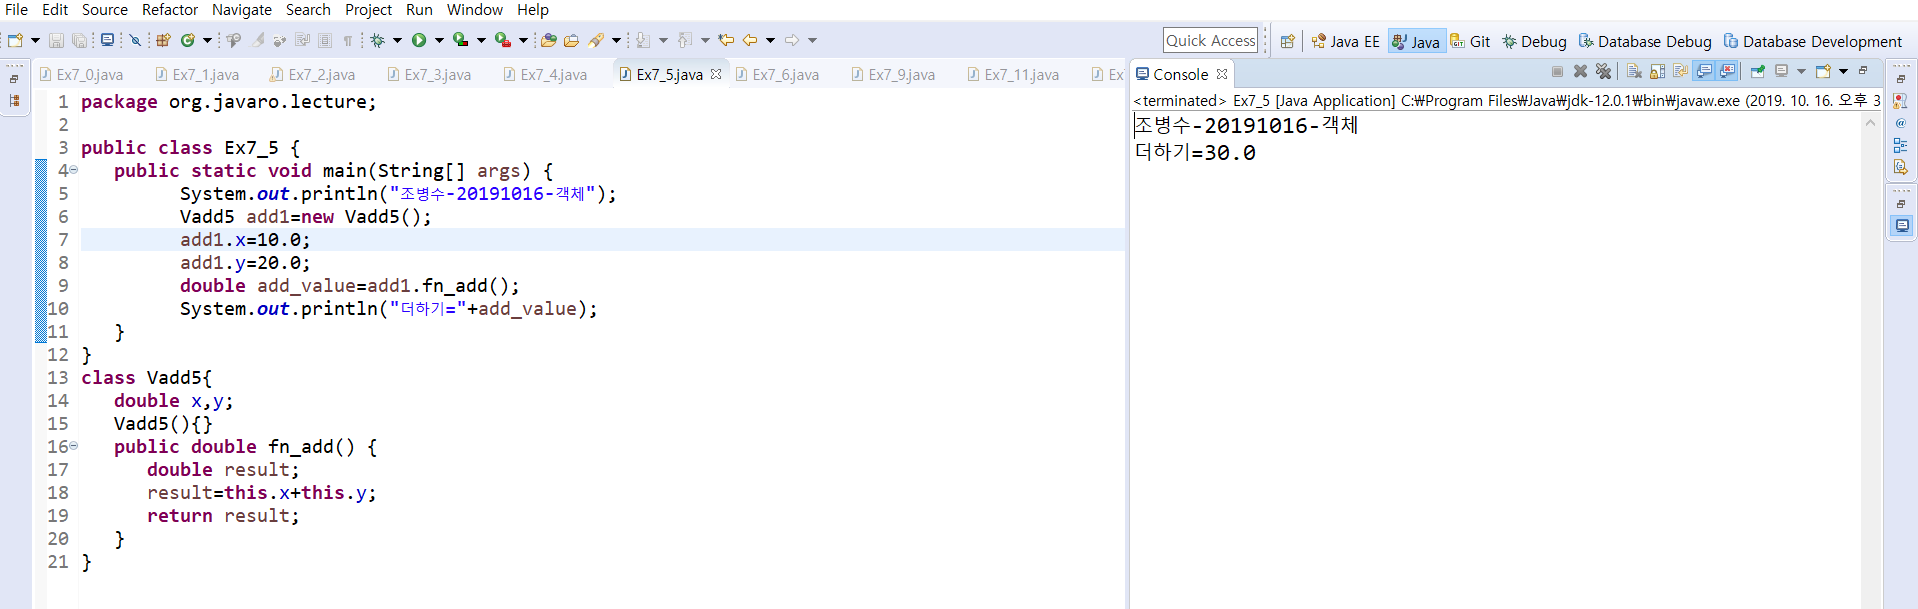 File Edit Source Refactor Navigate Search Project Run Window Help
Quick Access Java EE Java Git Debug Database Debug Database Development
Ex7_0.java Ex7_1.java Ex7_2.java Ex7_3.java Ex7_4.java Ex7_5.java Ex7_6.java Ex7_9.java Ex7_11.java Ex
1 package org.javaro.lecture;
2
3 public class Ex7_5 {
4 public static void main(String[] args) {
5 System.out.println("조병수-20191016-객체");
6 Vadd5 add1=new Vadd5();
7 add1.x=10.0;
8 add1.y=20.0;
9 double add_value=add1.fn_add();
10 System.out.println("더하기="+add_value);
11 }
12 }
13 class Vadd5{
14 double x,y;
15 Vadd5(){}
16 public double fn_add() {
17 double result;
18 result=this.x+this.y;
19 return result;
20 }
21 }
Console
<terminated> Ex7_5 [Java Application] C:₩Program Files₩Java₩jdk-12.0.1₩bin₩javaw.exe (2019. 10. 16. 오후 3
조병수-20191016-객체
더하기=30.0